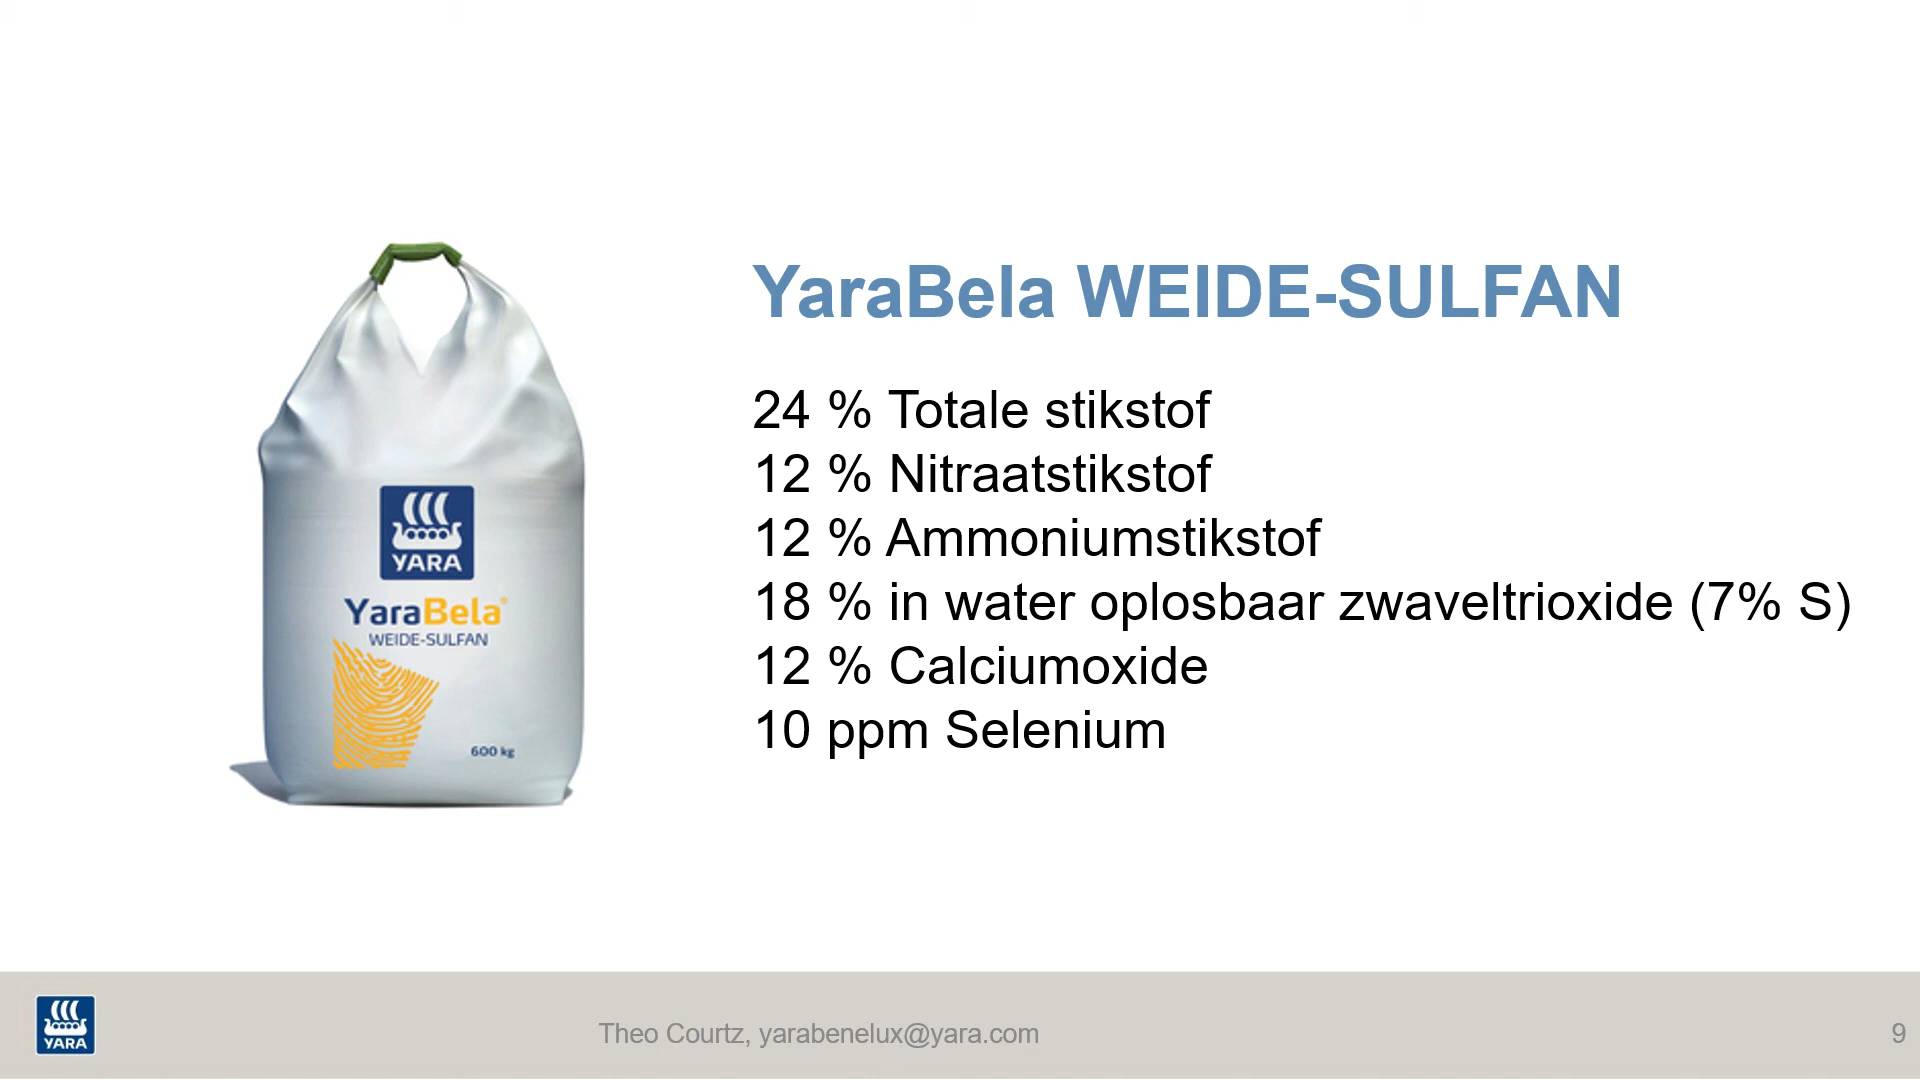 YaraBela WEIDE-SULFAN
24 % Totale stikstof
12 % Nitraatstikstof
12 % Ammoniumstikstof
18 % in water oplosbaar zwaveltrioxide (7% S)
12 % Calciumoxide
10 ppm Selenium
YARA
YaraBela®
WEIDE-SULFAN
600 kg
YARA
Theo Courtz, yarabenelux@yara.com
9